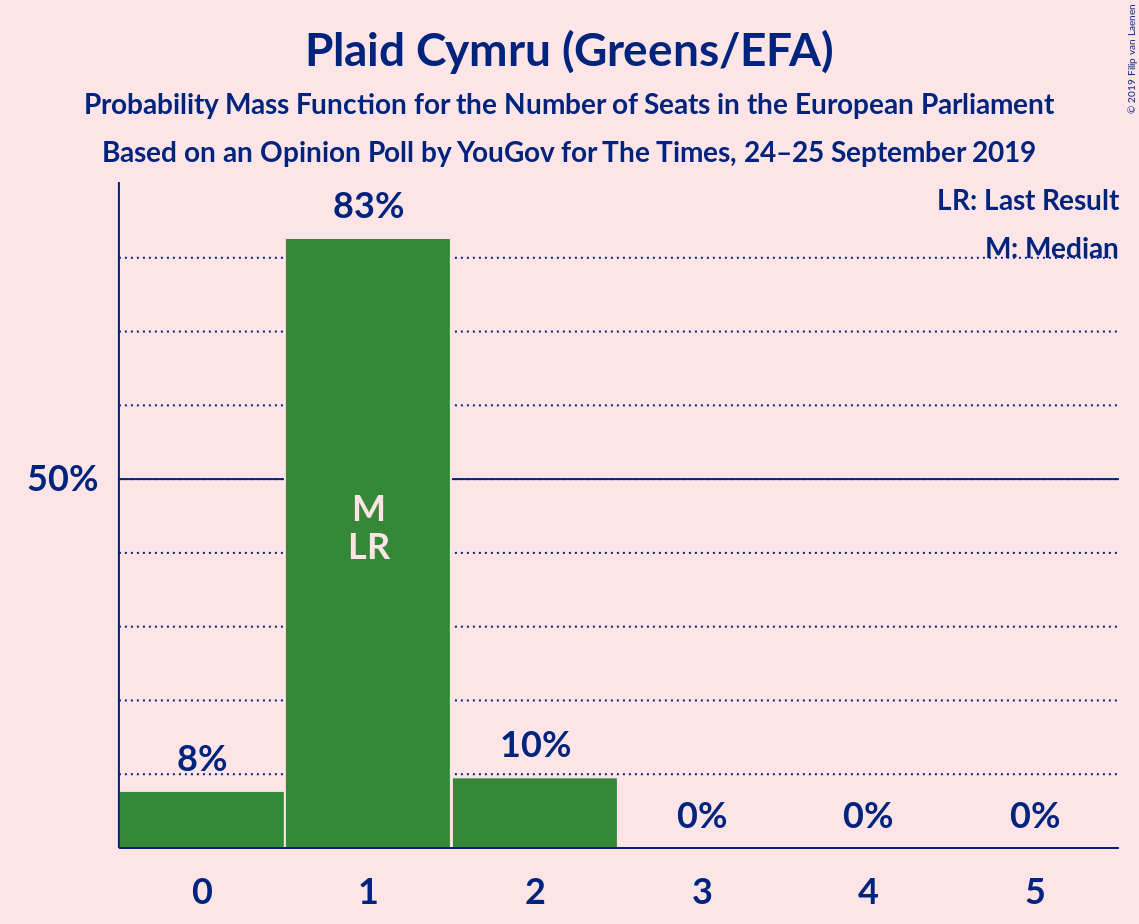 Plaid Cymru (Greens/EFA)
Probability Mass Function for the Number of Seats in the European Parliament
Based on an Opinion Poll by YouGov for The Times, 24–25 September 2019
© 2019 Filip van Laenen
LR: Last Result
M: Median
83%
50%
M
LR
8%
10%
0%
0%
0%
0
1
2
3
4
5